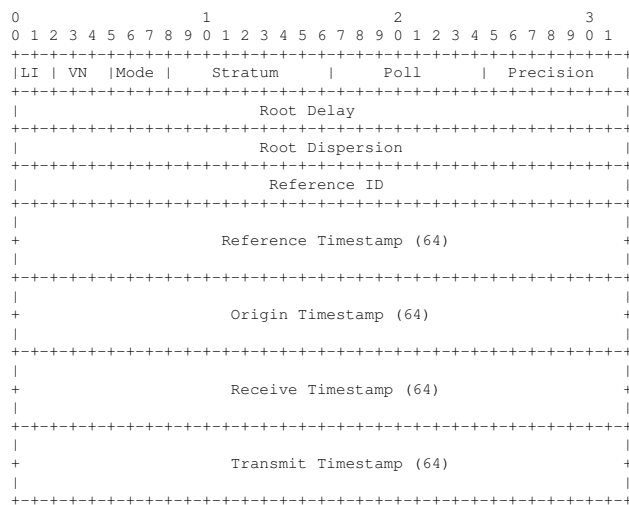 0                   1                   2                   3
0 1 2 3 4 5 6 7 8 9 0 1 2 3 4 5 6 7 8 9 0 1 2 3 4 5 6 7 8 9 0 1
+-+-+-+-+-+-+-+-+-+-+-+-+-+-+-+-+-+-+-+-+-+-+-+-+-+-+-+-+-+-+-+-+
|LI | VN  |Mode |    Stratum     |     Poll      |  Precision   |
+-+-+-+-+-+-+-+-+-+-+-+-+-+-+-+-+-+-+-+-+-+-+-+-+-+-+-+-+-+-+-+-+
|                         Root Delay                            |
+-+-+-+-+-+-+-+-+-+-+-+-+-+-+-+-+-+-+-+-+-+-+-+-+-+-+-+-+-+-+-+-+
|                         Root Dispersion                       |
+-+-+-+-+-+-+-+-+-+-+-+-+-+-+-+-+-+-+-+-+-+-+-+-+-+-+-+-+-+-+-+-+
|                          Reference ID                         |
+-+-+-+-+-+-+-+-+-+-+-+-+-+-+-+-+-+-+-+-+-+-+-+-+-+-+-+-+-+-+-+-+
|                                                               |
+                     Reference Timestamp (64)                  +
|                                                               |
+-+-+-+-+-+-+-+-+-+-+-+-+-+-+-+-+-+-+-+-+-+-+-+-+-+-+-+-+-+-+-+-+
|                                                               |
+                      Origin Timestamp (64)                    +
|                                                               |
+-+-+-+-+-+-+-+-+-+-+-+-+-+-+-+-+-+-+-+-+-+-+-+-+-+-+-+-+-+-+-+-+
|                                                               |
+                      Receive Timestamp (64)                   +
|                                                               |
+-+-+-+-+-+-+-+-+-+-+-+-+-+-+-+-+-+-+-+-+-+-+-+-+-+-+-+-+-+-+-+-+
|                                                               |
+                      Transmit Timestamp (64)                  +
|                                                               |
+-+-+-+-+-+-+-+-+-+-+-+-+-+-+-+-+-+-+-+-+-+-+-+-+-+-+-+-+-+-+-+-+